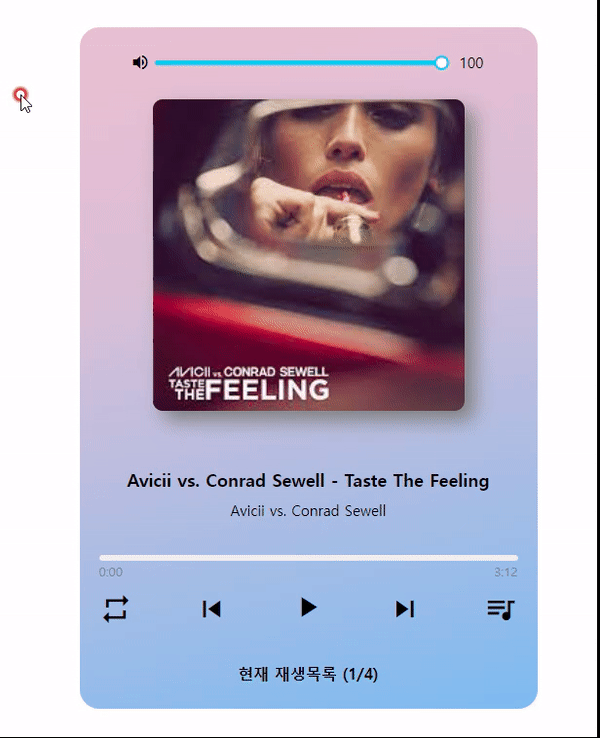 100
AVICII vs. CONRAD SEWELL
TASTE
THE FEELING
Avicii vs. Conrad Sewell - Taste The Feeling
Avicii vs. Conrad Sewell
0:00 3:12
현재 재생목록 (1/4)